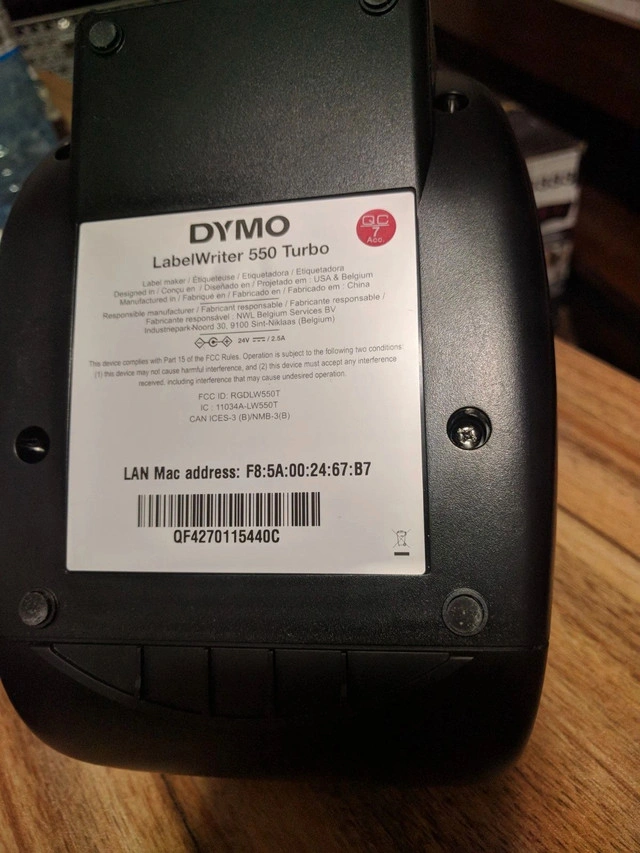 DYMO
QC
7
Acc.
LabelWriter 550 Turbo
Label maker / Étiqueteuse / Etiquetadora / Etiquetadora
Designed in / Conçu en / Diseñado en / Projetado em : USA & Belgium
Manufactured in / Fabriqué en / Fabricado en / Fabricado em : China
Responsible manufacturer / Fabricant responsable / Fabricante responsable /
Fabricante responsável : NWL Belgium Services BV
Industriepark-Noord 30, 9100 Sint-Niklaas (Belgium)
24V ⎓ / 2.5A
This device complies with Part 15 of the FCC Rules. Operation is subject to the following two conditions:
(1) this device may not cause harmful interference, and (2) this device must accept any interference
received, including interference that may cause undesired operation.
FCC ID: RGDLW550T
IC : 11034A-LW550T
CAN ICES-3 (B)/NMB-3(B)
LAN Mac address: F8:5A:00:24:67:B7
QF4270115440C